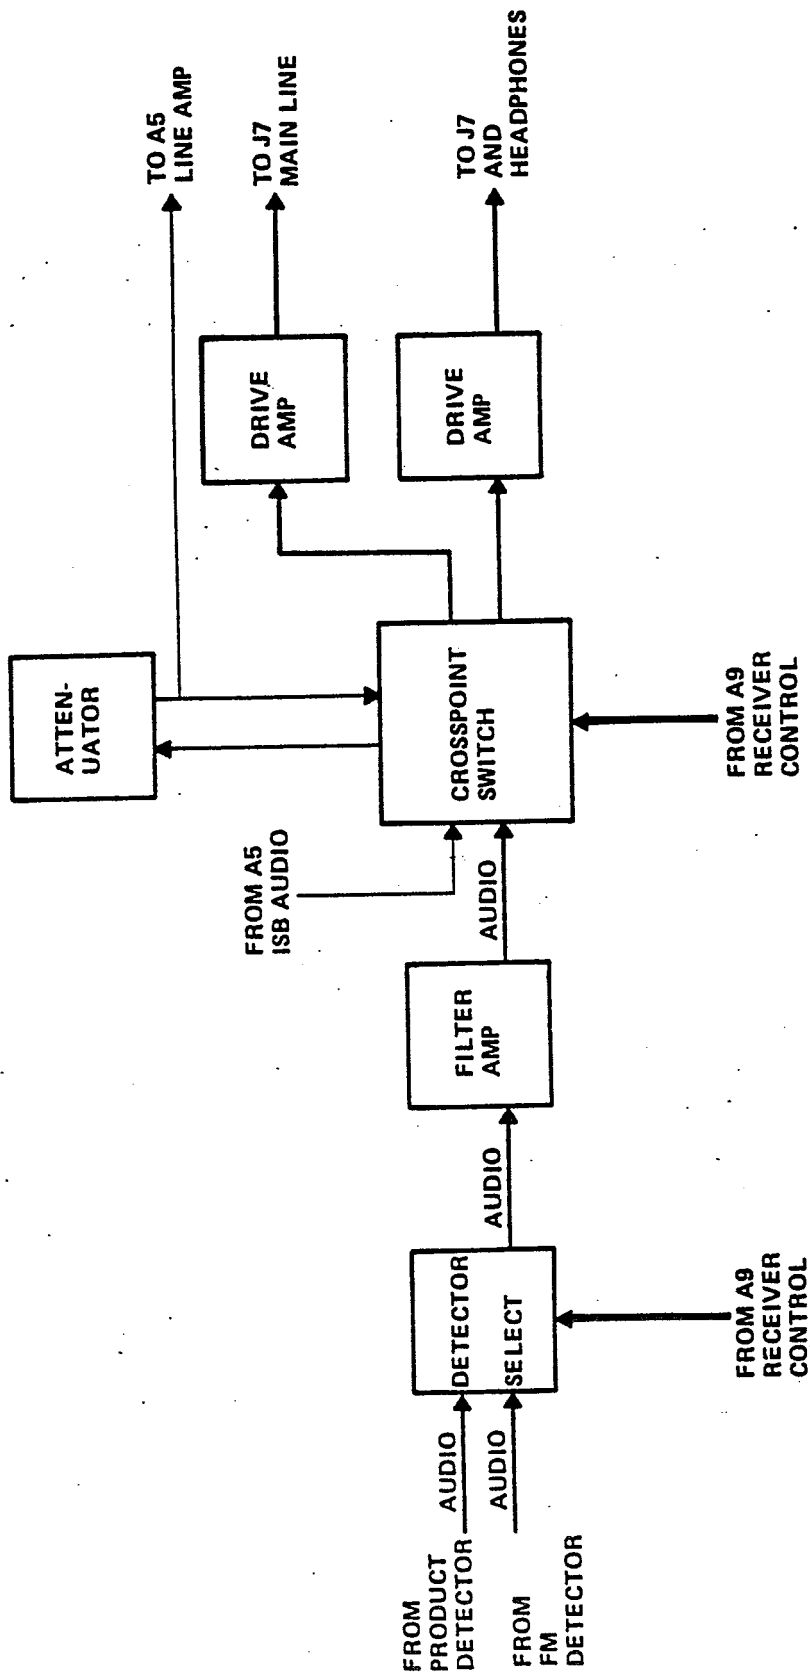 FROM
PRODUCT
DETECTOR
AUDIO
FROM
FM
DETECTOR
AUDIO
DETECTOR
SELECT
FROM A9
RECEIVER
CONTROL
AUDIO
FILTER
AMP
AUDIO
FROM A5
ISB AUDIO
CROSSPOINT
SWITCH
FROM A9
RECEIVER
CONTROL
ATTEN-
UATOR
DRIVE
AMP
DRIVE
AMP
TO A5
LINE AMP
TO J7
MAIN LINE
TO J7
AND
HEADPHONES